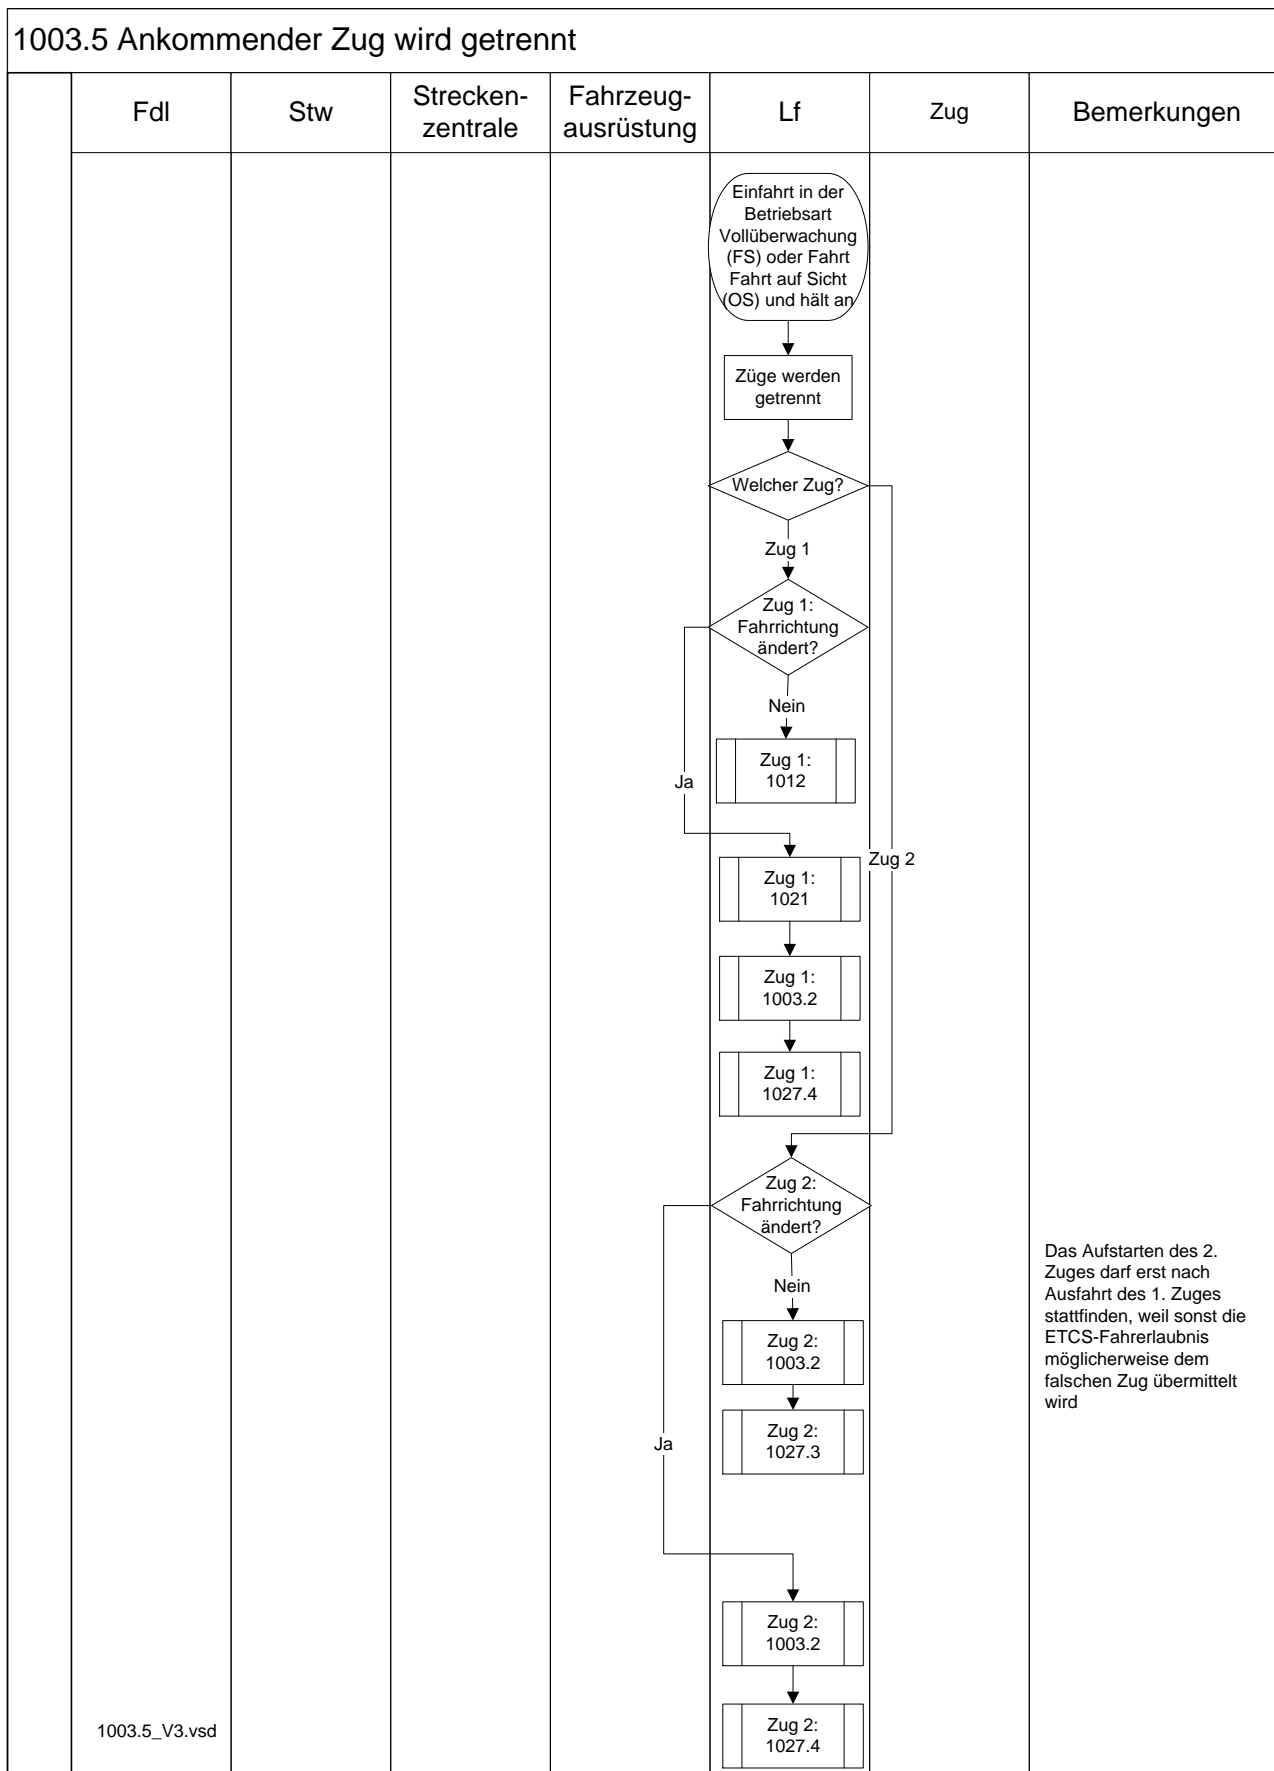 1003.5 Ankommender Zug wird getrennt
Fdl
Stw
Strecken-
zentrale
Fahrzeug-
ausrüstung
Lf
Zug
Bemerkungen
Einfahrt in der
Betriebsart
Vollüberwachung
(FS) oder Fahrt
Fahrt auf Sicht
(OS) und hält an
Züge werden
getrennt
Welcher Zug?
Zug 1
Zug 1:
Fahrrichtung
ändert?
Nein
Zug 1:
1012
Ja
Zug 2
Zug 1:
1021
Zug 1:
1003.2
Zug 1:
1027.4
Zug 2:
Fahrrichtung
ändert?
Nein
Das Aufstarten des 2.
Zuges darf erst nach
Ausfahrt des 1. Zuges
stattfinden, weil sonst die
ETCS-Fahrerlaubnis
möglicherweise dem
falschen Zug übermittelt
wird
Zug 2:
1003.2
Zug 2:
1027.3
Ja
Zug 2:
1003.2
Zug 2:
1027.4
1003.5_V3.vsd